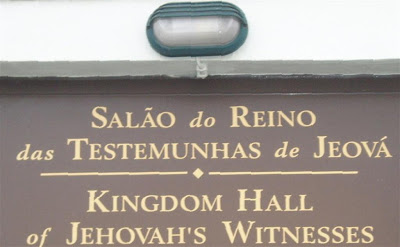 Salão do Reino
das Testemunhas de Jeová
Kingdom Hall
of Jehovah's Witnesses